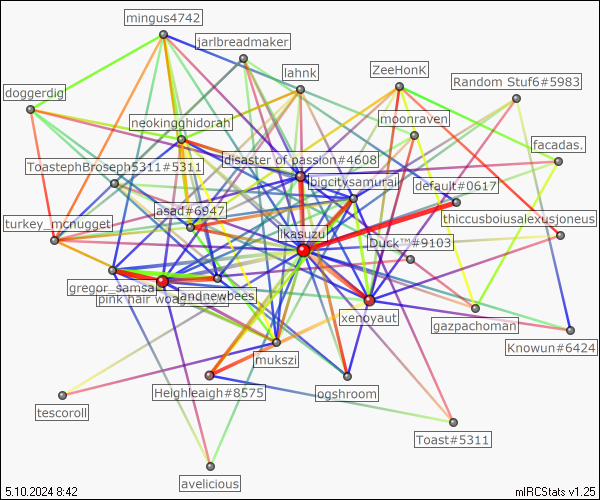 mingus4742
jarlbreadmaker
lahnk
ZeeHonK
Random Stuf6#5983
doggerdig
neokingghidorah
moonraven
facadas.
disaster of passion#4608
ToastephBroseph5311#5311
bigcitysamurai
default#0617
asad#6947
turkey_mcnugget
thiccusboiusalexusjoneus
ikasuzu
Duck™#9103
gregor_samsa
andnewbees
pink hair woa
xenoyaut
gazpachoman
Knowun#6424
mukszi
Heighleaigh#8575
ogshroom
tescoroll
Toast#5311
avelicious
5.10.2024 8:42
mIRCStats v1.25